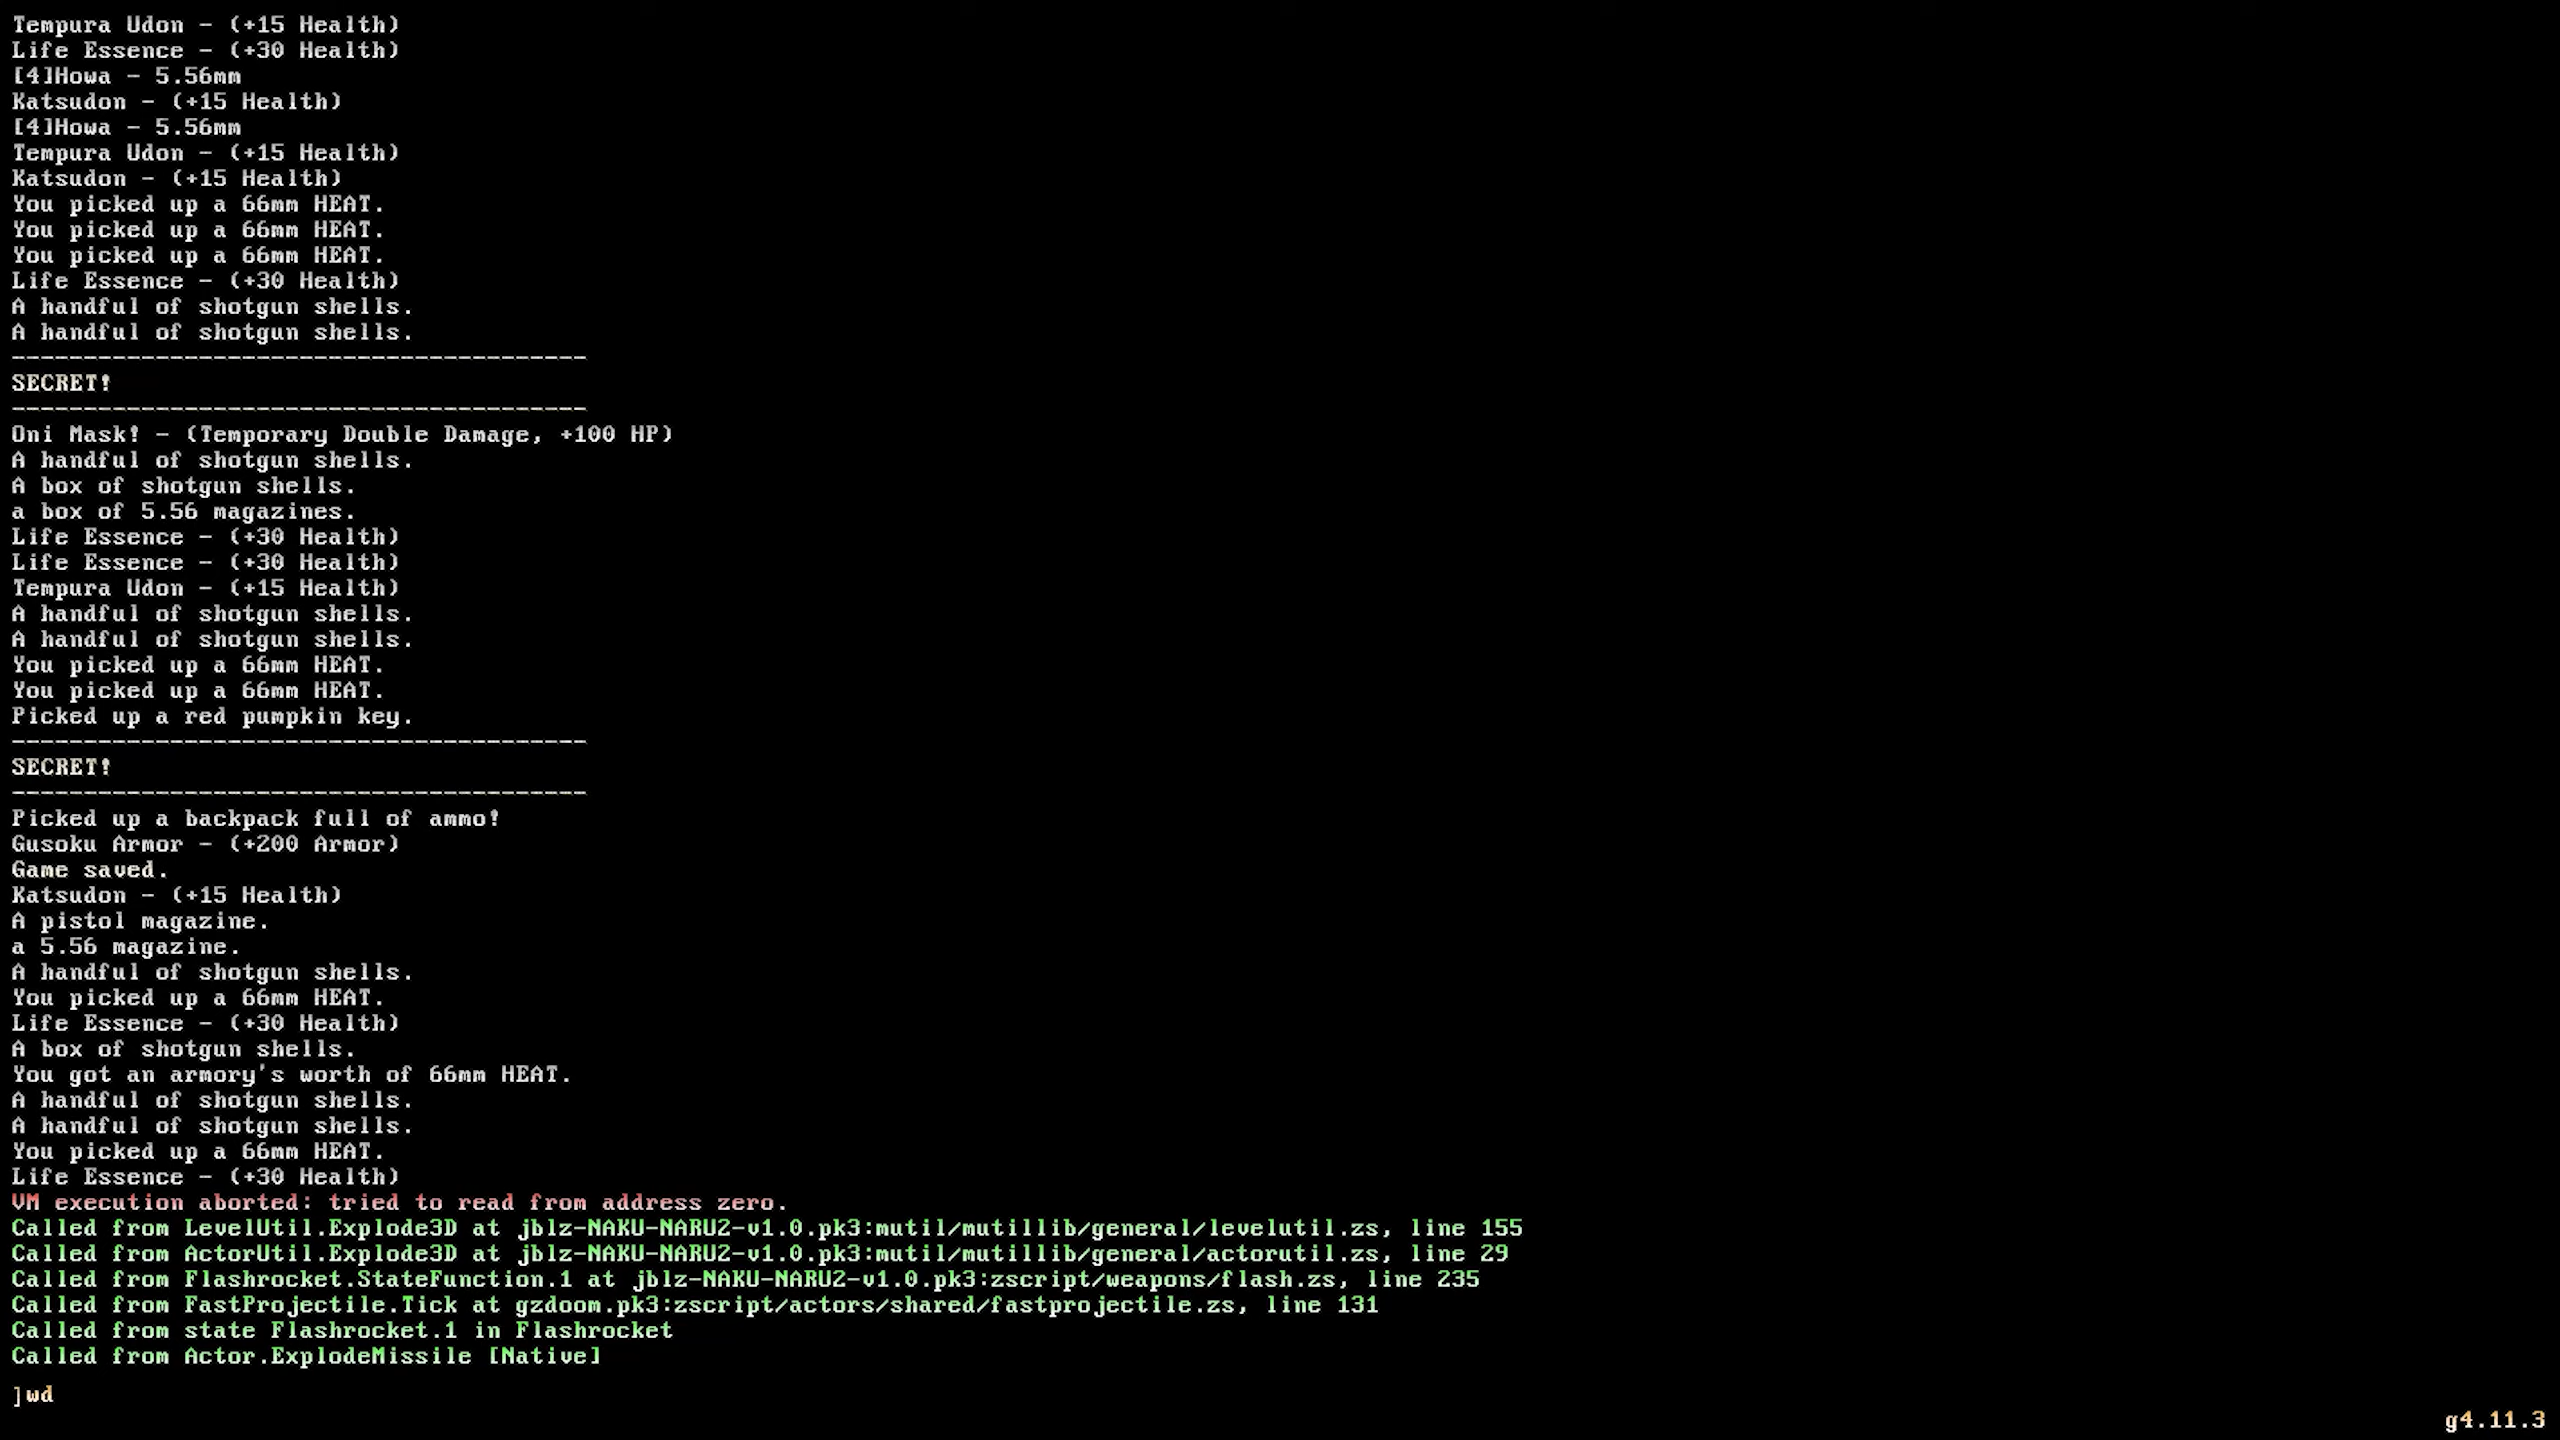 Tempura Udon - (+15 Health)
Life Essence - (+30 Health)
[4]Howa - 5.56mm
Katsudon - (+15 Health)
[4]Howa - 5.56mm
Tempura Udon - (+15 Health)
Katsudon - (+15 Health)
You picked up a 66mm HEAT.
You picked up a 66mm HEAT.
You picked up a 66mm HEAT.
Life Essence - (+30 Health)
A handful of shotgun shells.
A handful of shotgun shells.
----------------------------------------
SECRET!
----------------------------------------
Oni Mask! - (Temporary Double Damage, +100 HP)
A handful of shotgun shells.
A box of shotgun shells.
a box of 5.56 magazines.
Life Essence - (+30 Health)
Life Essence - (+30 Health)
Tempura Udon - (+15 Health)
A handful of shotgun shells.
A handful of shotgun shells.
You picked up a 66mm HEAT.
You picked up a 66mm HEAT.
Picked up a red pumpkin key.
----------------------------------------
SECRET!
----------------------------------------
Picked up a backpack full of ammo!
Gusoku Armor - (+200 Armor)
Game saved.
Katsudon - (+15 Health)
A pistol magazine.
a 5.56 magazine.
A handful of shotgun shells.
You picked up a 66mm HEAT.
Life Essence - (+30 Health)
A box of shotgun shells.
You got an armory's worth of 66mm HEAT.
A handful of shotgun shells.
A handful of shotgun shells.
You picked up a 66mm HEAT.
Life Essence - (+30 Health)
VM execution aborted: tried to read from address zero.
Called from LevelUtil.Explode3D at jblz-NAKU-NARU2-v1.0.pk3:mutil/mutillib/general/levelutil.zs, line 155
Called from ActorUtil.Explode3D at jblz-NAKU-NARU2-v1.0.pk3:mutil/mutillib/general/actorutil.zs, line 29
Called from Flashrocket.StateFunction.1 at jblz-NAKU-NARU2-v1.0.pk3:zscript/weapons/flash.zs, line 235
Called from FastProjectile.Tick at gzdoom.pk3:zscript/actors/shared/fastprojectile.zs, line 131
Called from state Flashrocket.1 in Flashrocket
Called from Actor.ExplodeMissile [Native]
]wd
g4.11.3